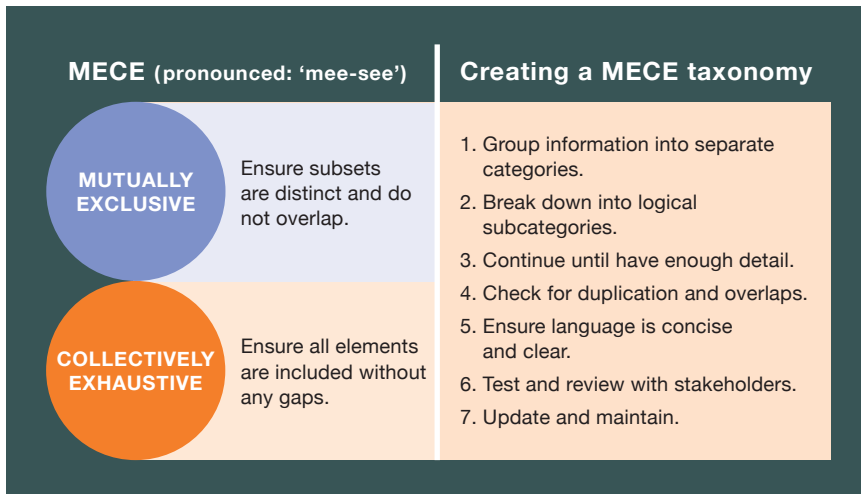 MECE (pronounced: ‘mee-see’)
MUTUALLY
EXCLUSIVE
Ensure subsets
are distinct and do
not overlap.
COLLECTIVELY
EXHAUSTIVE
Ensure all elements
are included without
any gaps.
Creating a MECE taxonomy
1. Group information into separate
categories.
2. Break down into logical
subcategories.
3. Continue until have enough detail.
4. Check for duplication and overlaps.
5. Ensure language is concise
and clear.
6. Test and review with stakeholders.
7. Update and maintain.